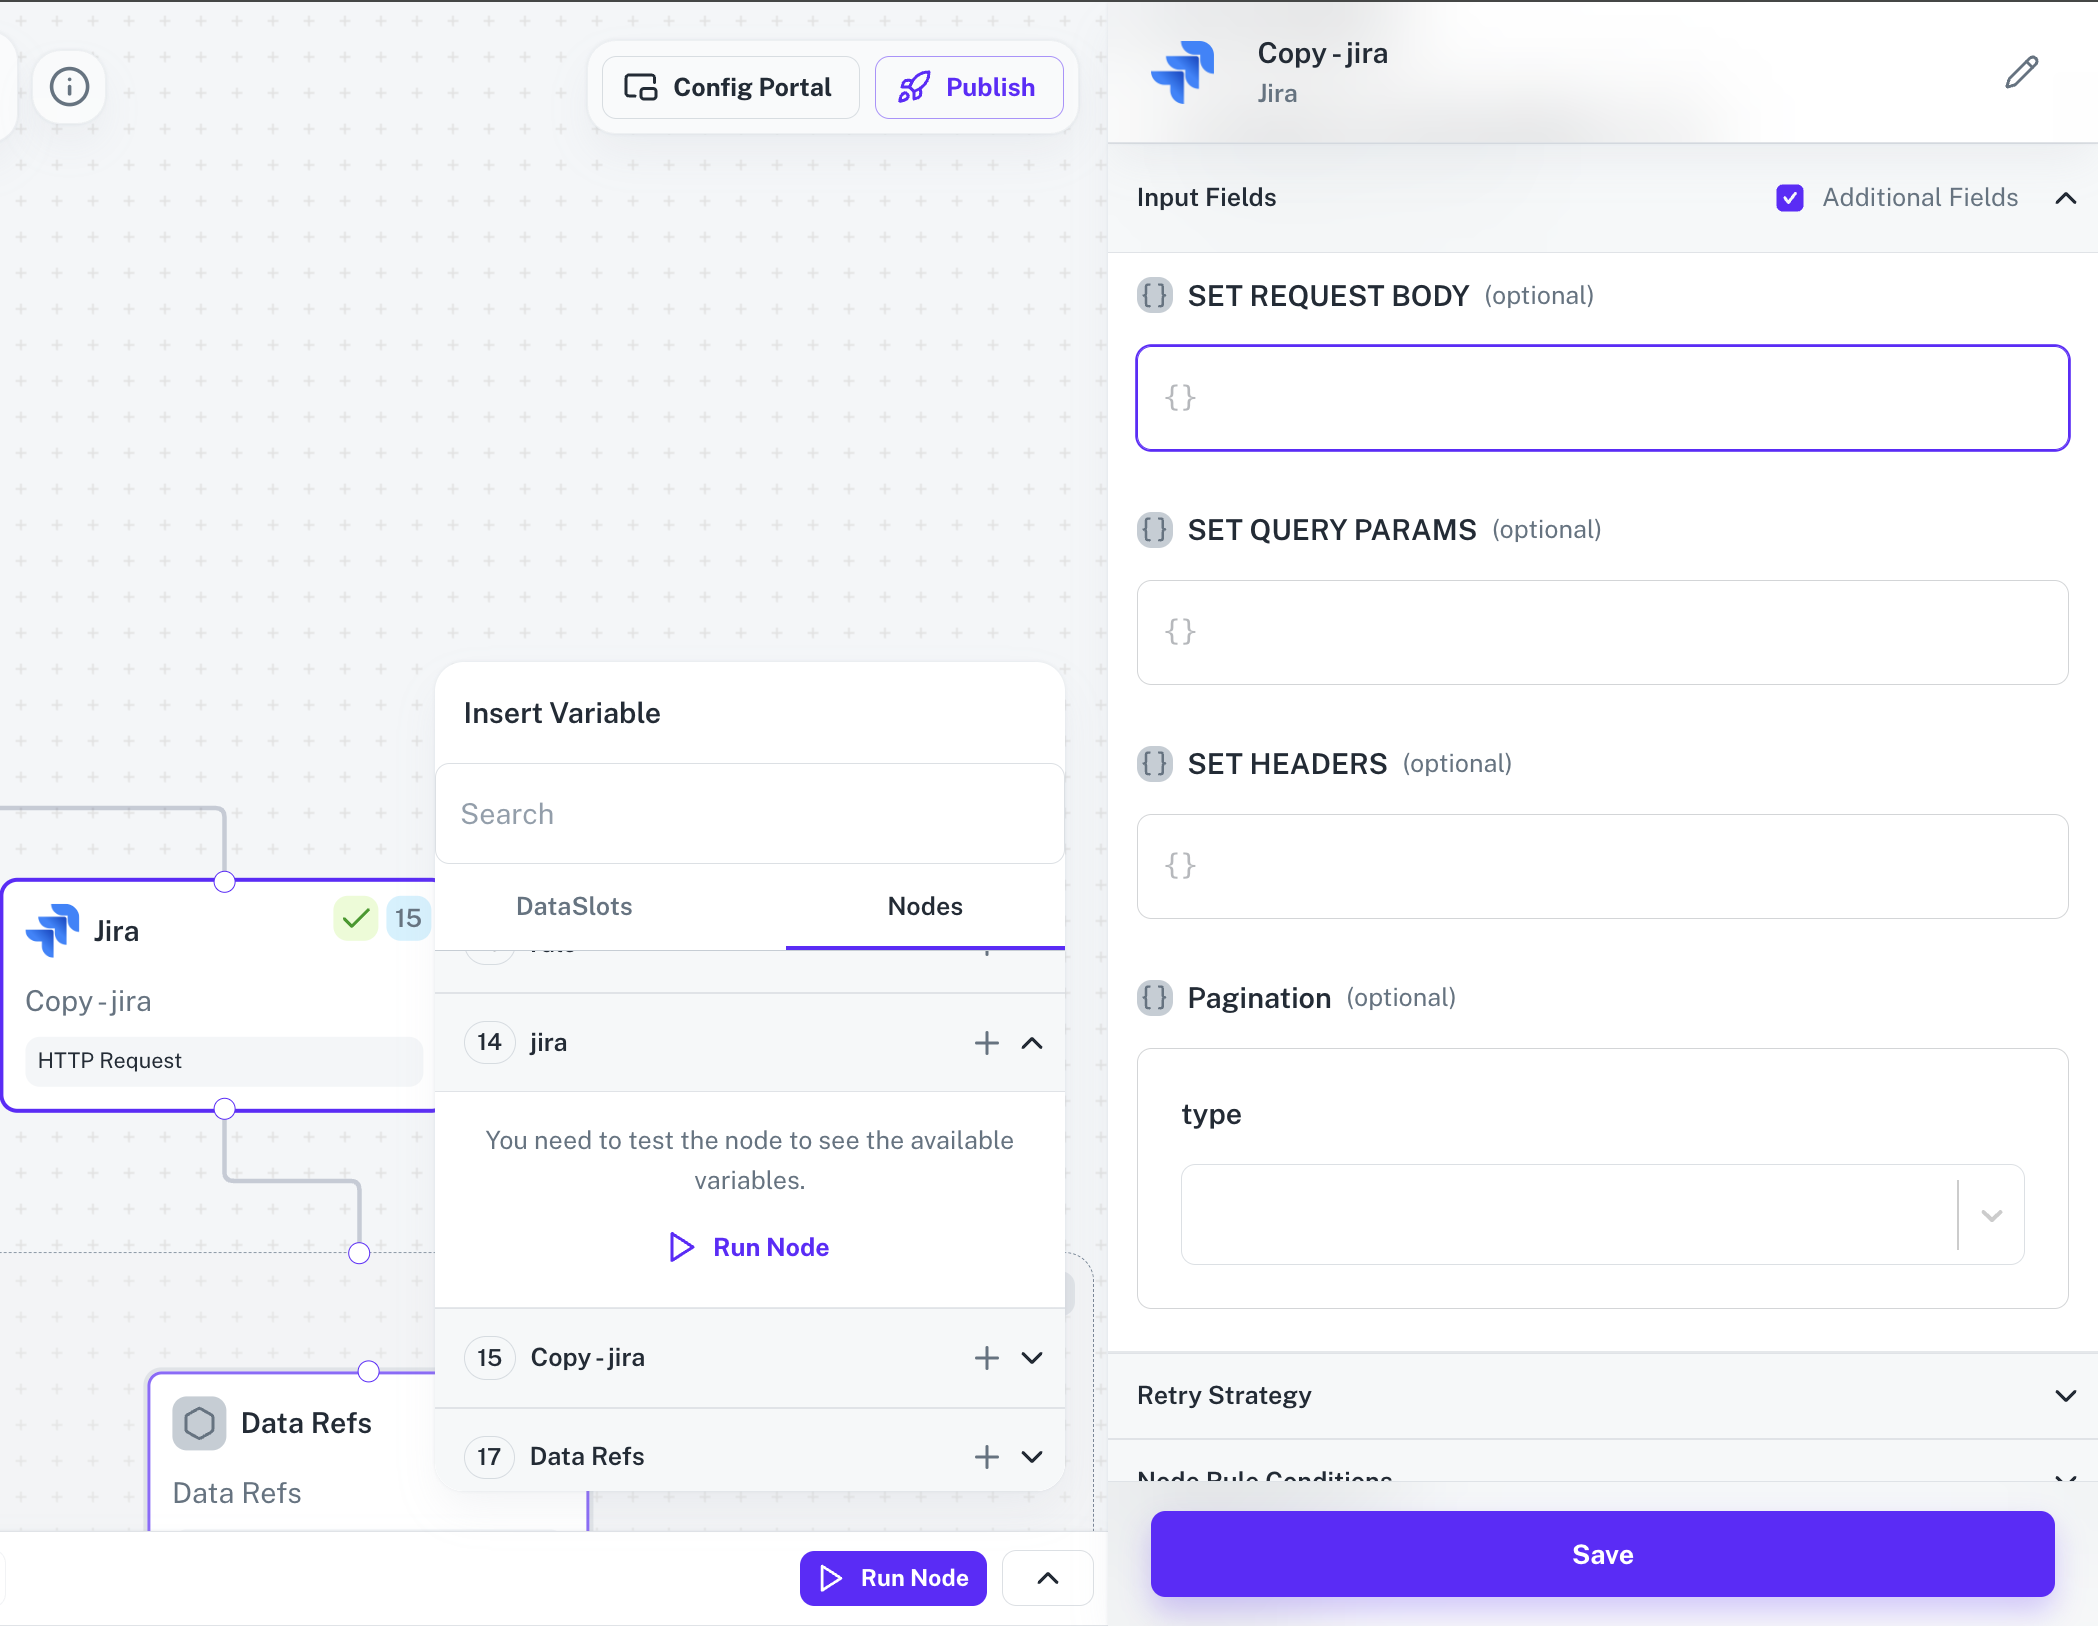 Config Portal
Publish
Copy - jira
Jira
Input Fields
Additional Fields
{} SET REQUEST BODY (optional)
{}
{} SET QUERY PARAMS (optional)
{}
{} SET HEADERS (optional)
{}
{} Pagination (optional)
type
Retry Strategy
Node Rule Conditions
Save
Insert Variable
Search
DataSlots
Nodes
14 jira
You need to test the node to see the available
variables.
Run Node
15 Copy - jira
17 Data Refs
Jira
15
Copy - jira
HTTP Request
Data Refs
Data Refs
Run Node